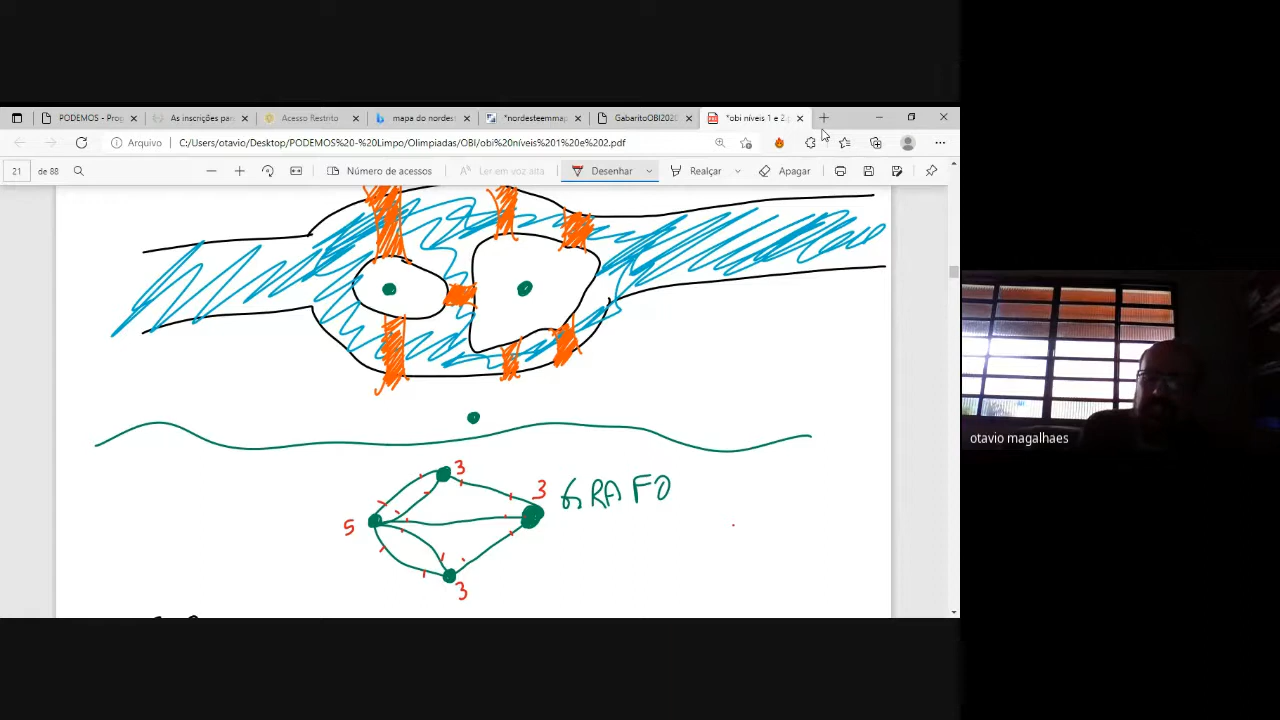 PODEMOS - Prog
As inscrições par
Acesso Restrito
mapa do nordest
*nordesteemmap
GabaritoOBI2020
*obi níveis 1 e 2.p
Arquivo
C:/Users/otavio/Desktop/PODEMOS%20-%20Limpo/Olimpiadas/OBI/obi%20níveis%201%20e%202.pdf
21
de 88
Número de acessos
Ler em voz alta
Desenhar
Realçar
Apagar
3
3
GRAFO
5
3
otavio magalhaes